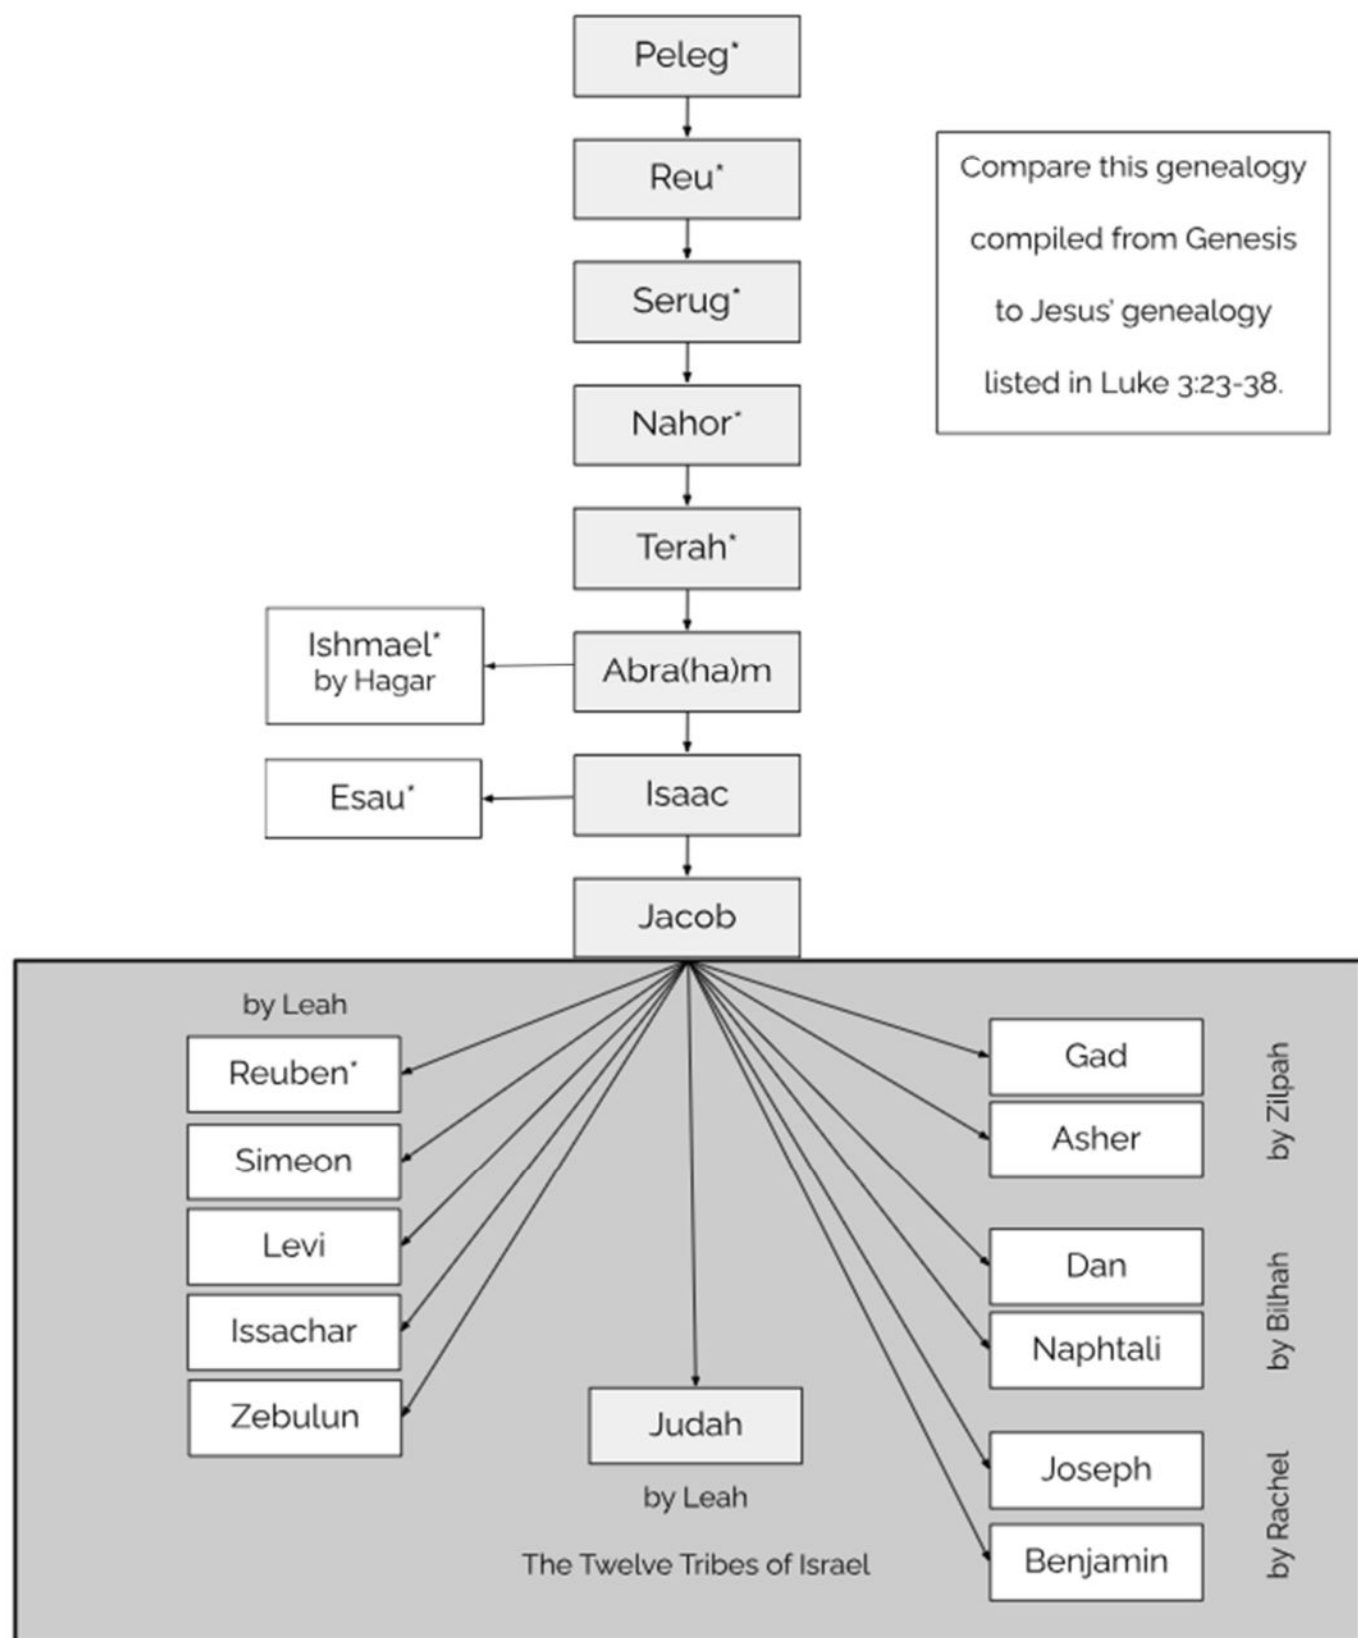 Peleg*
Reu*
Compare this genealogy
compiled from Genesis
to Jesus' genealogy
listed in Luke 3:23-38.
Serug*
Nahor*
Terah*
Ishmael*
by Hagar
Abra(ha)m
Esau*
Isaac
Jacob
by Leah
Reuben*
Simeon
Levi
Issachar
Zebulun
Judah
by Leah
The Twelve Tribes of Israel
Gad
Asher
by Zilpah
Dan
Naphtali
by Bilhah
Joseph
Benjamin
by Rachel